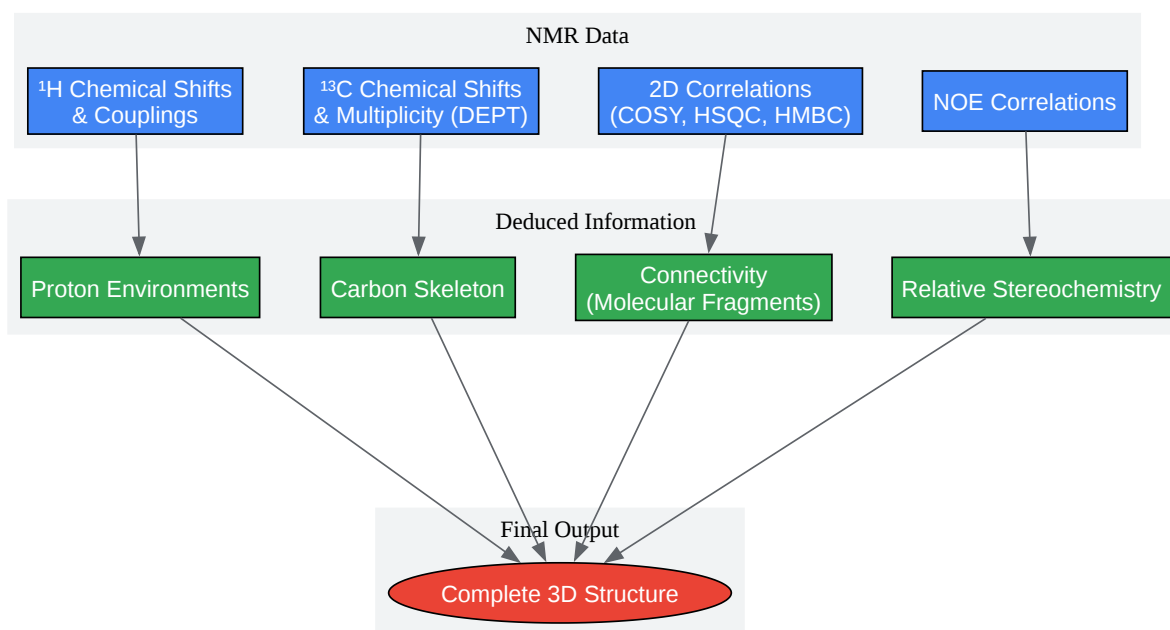 NMR Data
¹H Chemical Shifts
& Couplings
¹³C Chemical Shifts
& Multiplicity (DEPT)
2D Correlations
(COSY, HSQC, HMBC)
NOE Correlations
Deduced Information
Proton Environments
Carbon Skeleton
Connectivity
(Molecular Fragments)
Relative Stereochemistry
Final Output
Complete 3D Structure